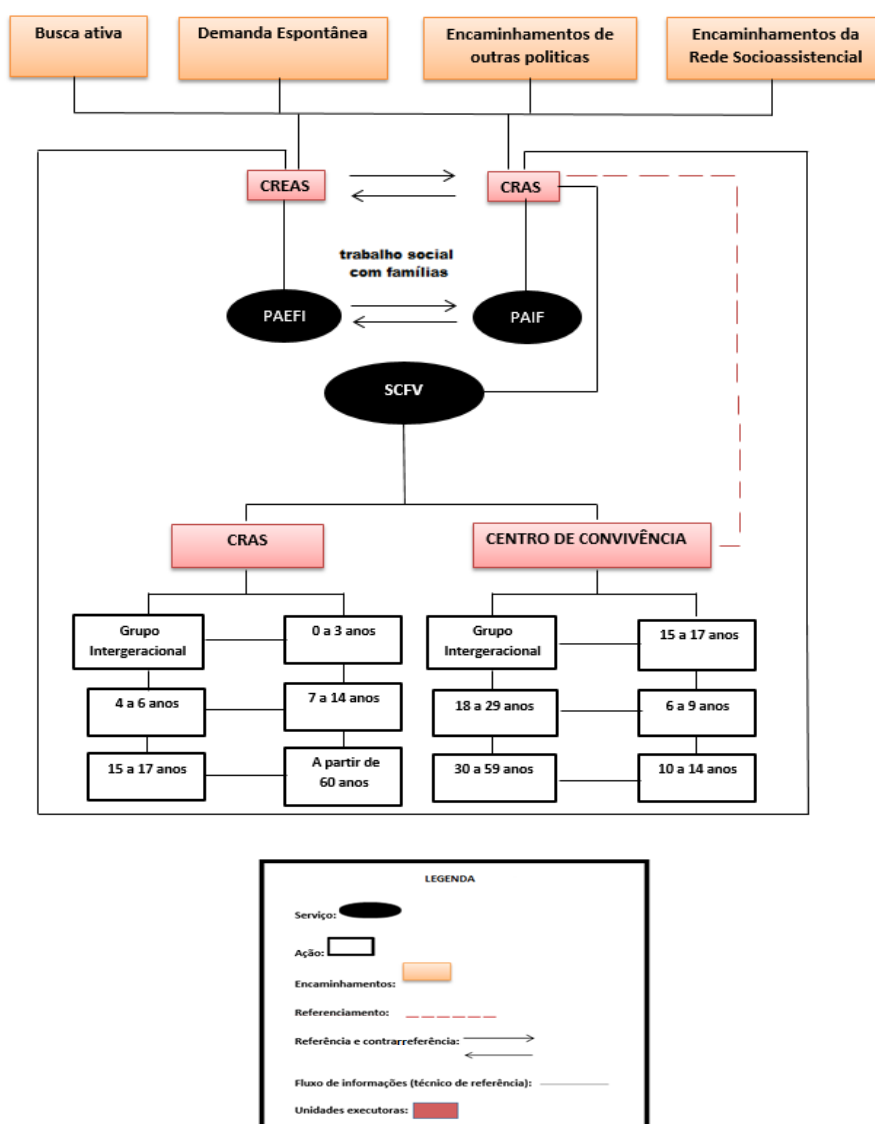 Busca ativa
Demanda Espontânea
Encaminhamentos de
outras politicas
Encaminhamentos da
Rede Socioassistencial
CREAS
CRAS
trabalho social
com famílias
PAEFI
PAIF
SCFV
CRAS
CENTRO DE CONVIVÊNCIA
Grupo
Intergeracional
0 a 3 anos
4 a 6 anos
7 a 14 anos
15 a 17 anos
A partir de
60 anos
Grupo
Intergeracional
15 a 17 anos
18 a 29 anos
6 a 9 anos
30 a 59 anos
10 a 14 anos
LEGENDA
Serviço:
Ação:
Encaminhamentos:
Referenciamento:
Referência e contrarreferência:
Fluxo de informações (técnico de referência):
Unidades executoras: